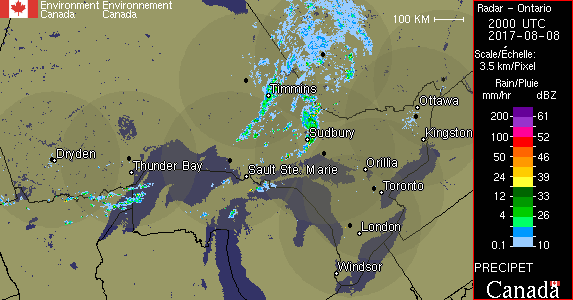 Environment Environnement
Canada Canada
100 KM
Timmins
Ottawa
Sudbury
Kingston
Dryden
Thunder Bay
Sault Ste. Marie
Orillia
Toronto
London
Windsor
Radar - Ontario
2000 UTC
2017-08-08
Scale/Échelle:
3.5 km/Pixel
Rain/Pluie
mm/hr dBZ
200 61
100 52
50 46
24 39
12 33
4 26
0.1 10
PRECIPET
Canada